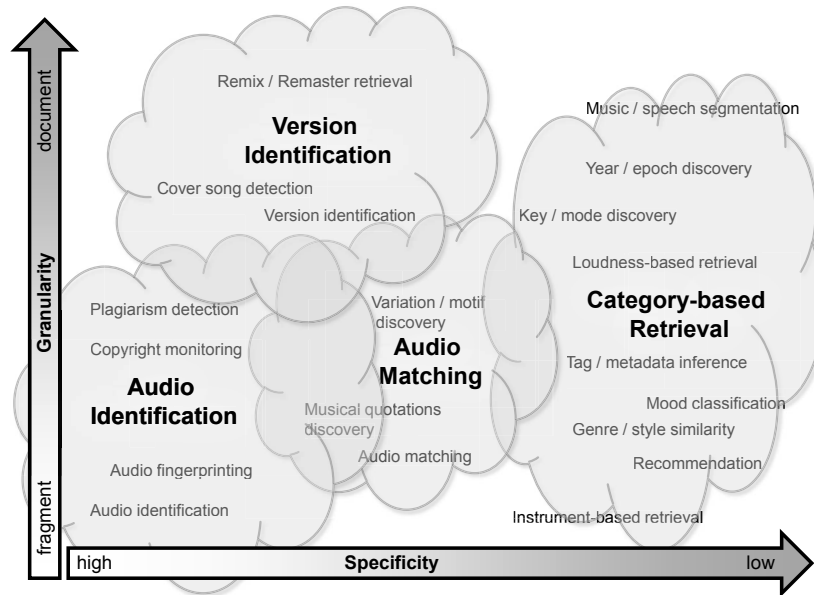 document
Granularity
fragment
Remix / Remaster retrieval
Version
Identification
Cover song detection
Version identification
Music / speech segmentation
Year / epoch discovery
Key / mode discovery
Loudness-based retrieval
Category-based
Retrieval
Tag / metadata inference
Mood classification
Genre / style similarity
Recommendation
Instrument-based retrieval
Plagiarism detection
Copyright monitoring
Audio
Identification
Audio fingerprinting
Audio identification
Variation / motif
discovery
Audio
Matching
Musical quotations
discovery
Audio matching
high
Specificity
low